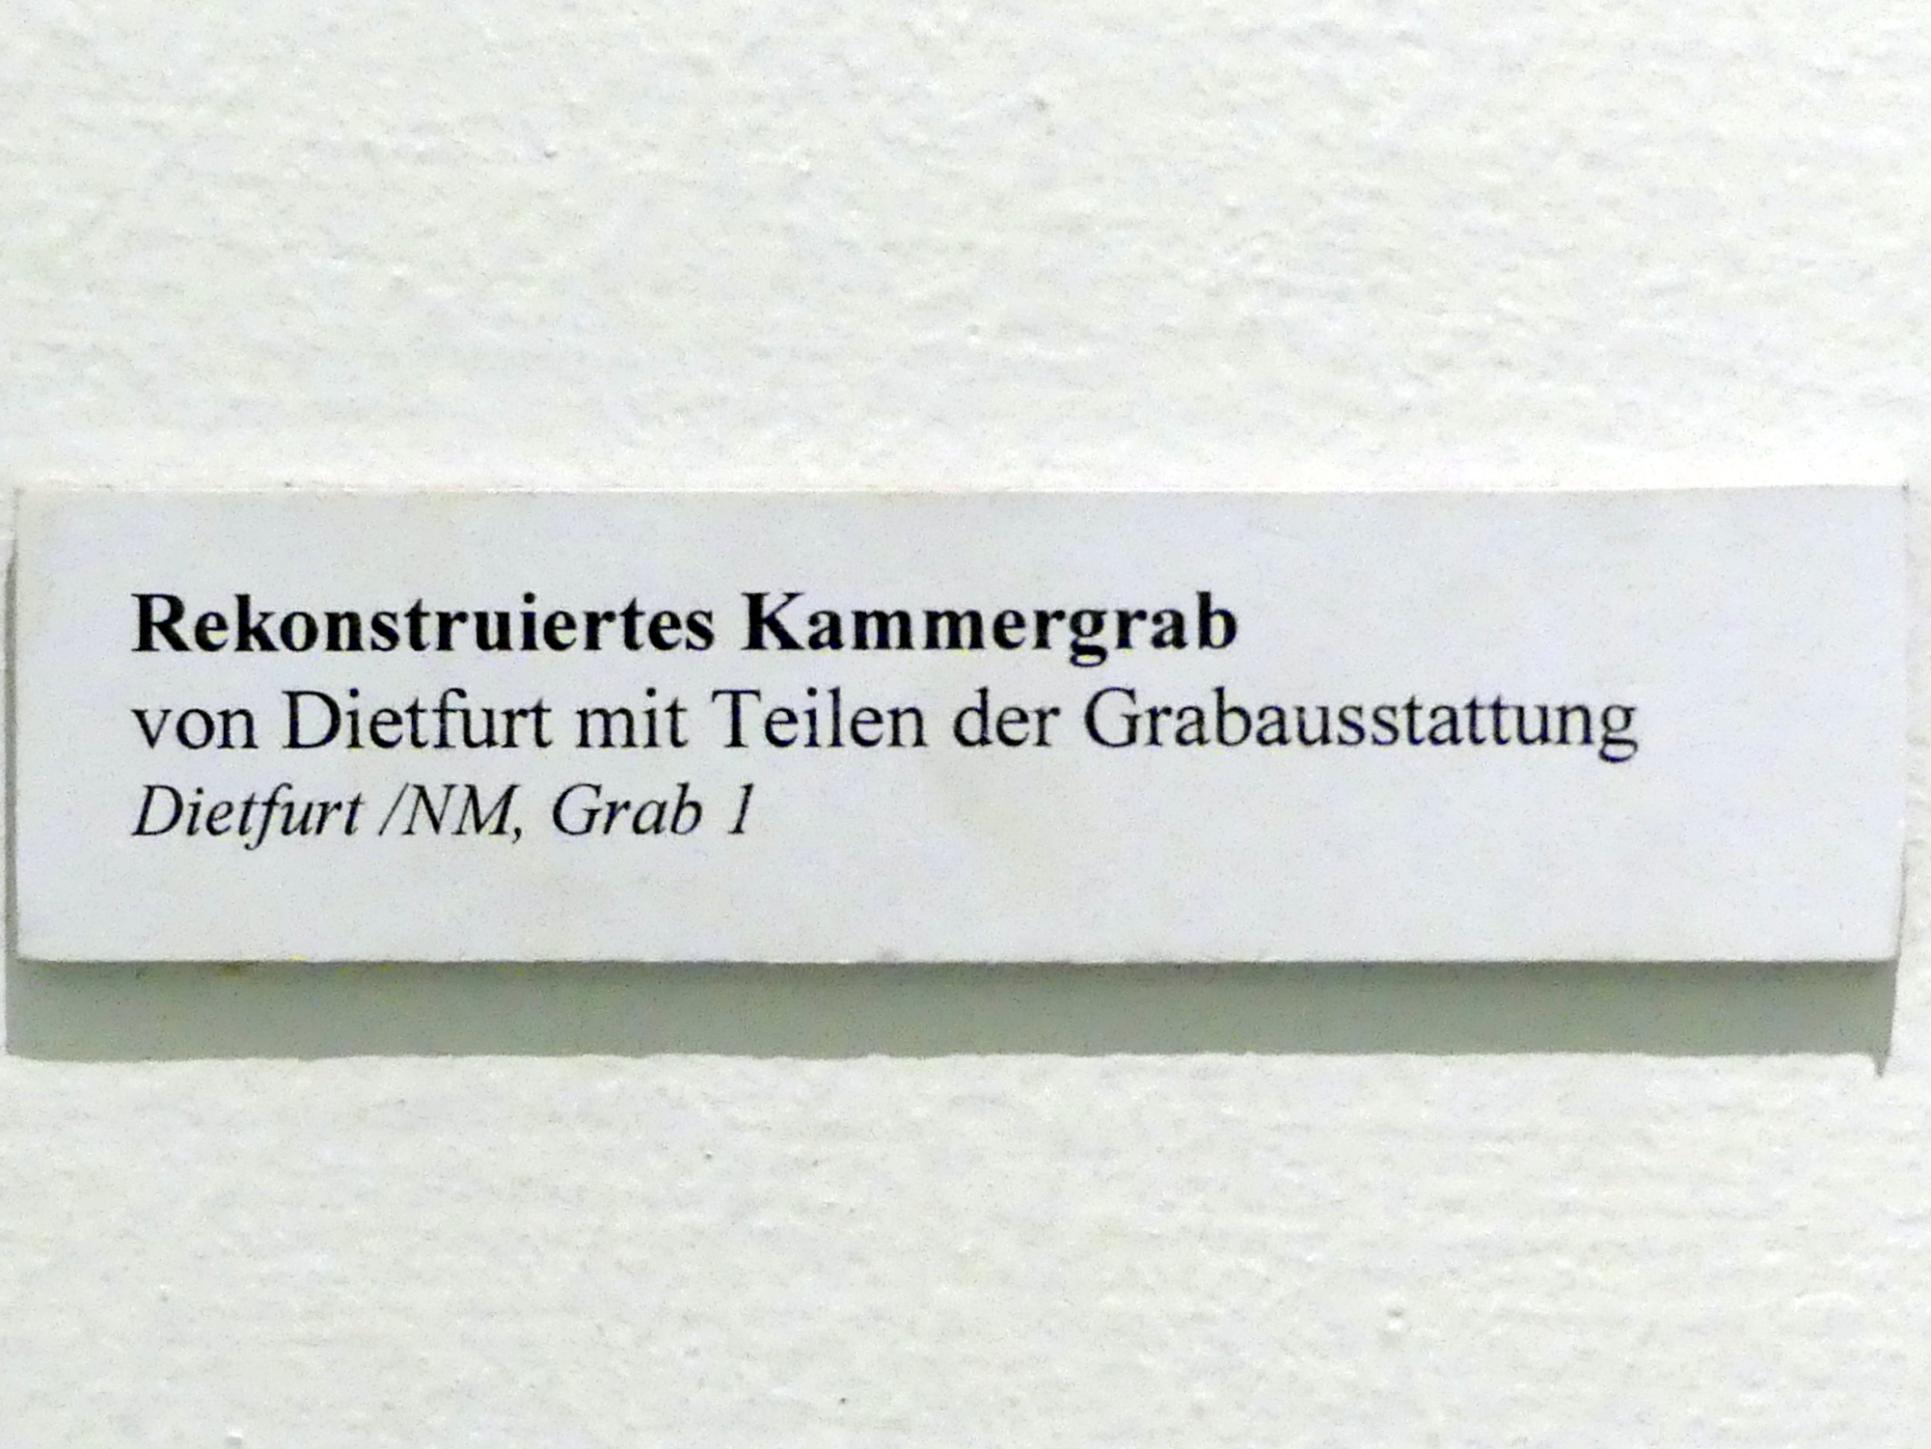 Rekonstruiertes Kammergrab
von Dietfurt mit Teilen der Grabausstattung
Dietfurt /NM, Grab 1